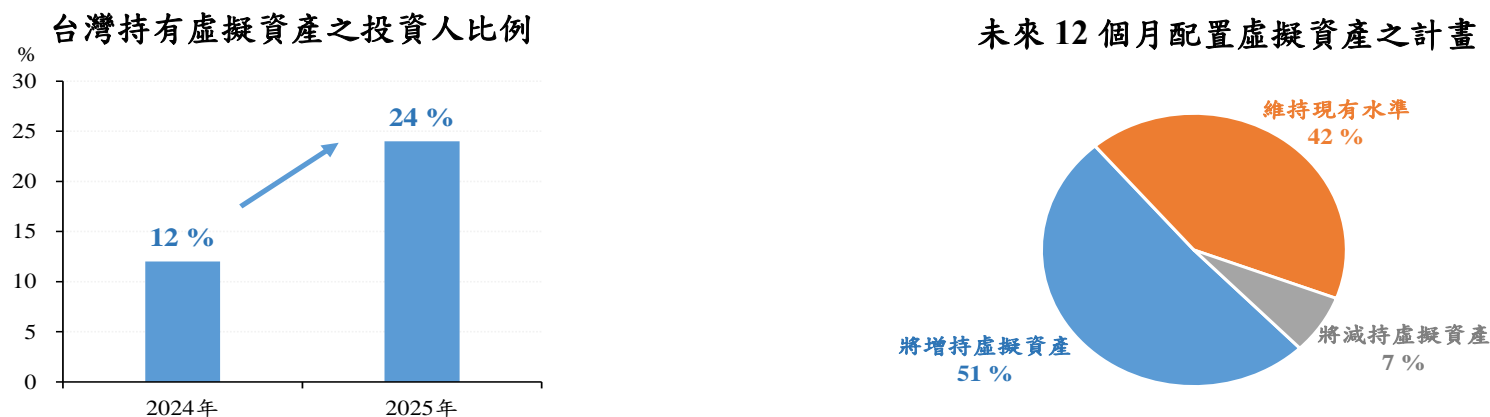 台灣持有虛擬資產之投資人比例
%
30
25
20
15
10
5
0
12 %
24 %
2024年
2025年
未來 12 個月配置虛擬資產之計畫
維持現有水準
42 %
將減持虛擬資產
7 %
將增持虛擬資產
51 %